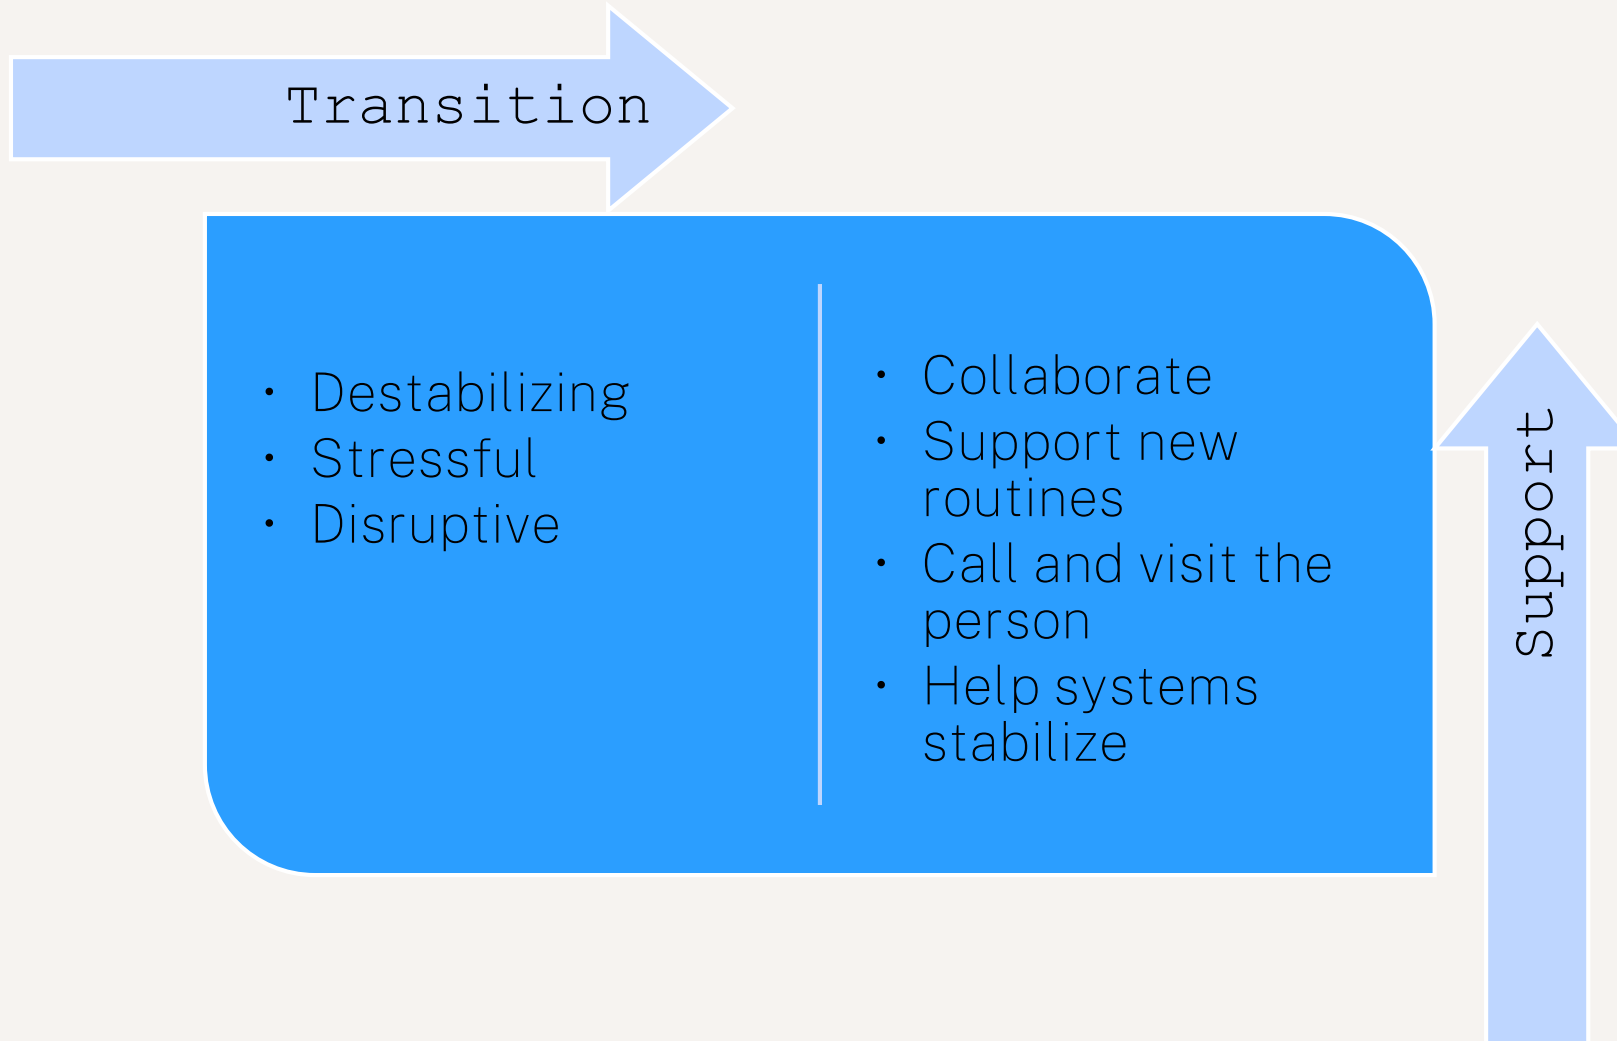 Transition
• Destabilizing
• Stressful
• Disruptive
• Collaborate
• Support new
routines
• Call and visit the
person
• Help systems
stabilize
Support